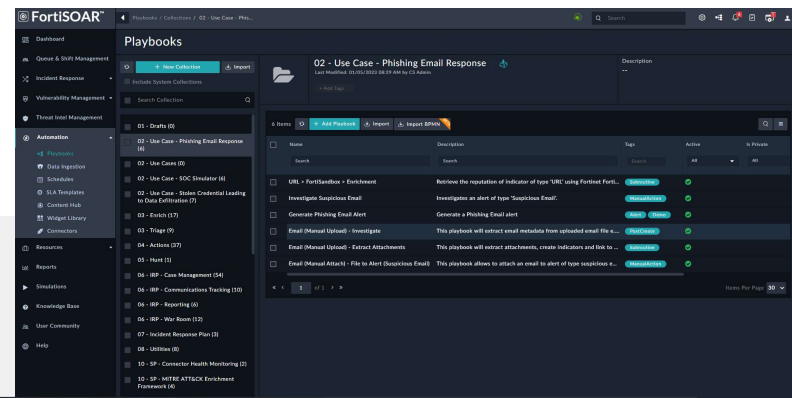 FortiSOAR™
Playbooks / Collections / 02 - Use Case - Phis...
Search
Dashboard
Queue & Shift Management
Incident Response
Vulnerability Management
Threat Intel Management
Automation
Playbooks
Data Ingestion
Schedules
SLA Templates
Content Hub
Widget Library
Connectors
Resources
Reports
Simulations
Knowledge Base
User Community
Help
Playbooks
+ New Collection
Import
Include System Collections
Search Collection
01 - Drafts (0)
02 - Use Case - Phishing Email Response
(6)
02 - Use Cases (0)
02 - Use Case - SOC Simulator (6)
02 - Use Case - Stolen Credential Leading
to Data Exfiltration (7)
03 - Enrich (17)
03 - Triage (9)
04 - Actions (37)
05 - Hunt (1)
06 - IRP - Case Management (54)
06 - IRP - Communications Tracking (10)
06 - IRP - Reporting (6)
06 - IRP - War Room (12)
07 - Incident Response Plan (3)
08 - Utilities (8)
10 - SP - Connector Health Monitoring (2)
10 - SP - MITRE ATT&CK Enrichment
Framework (4)
02 - Use Case - Phishing Email Response
Last Modified: 01/05/2023 08:29 AM by CS Admin
+ Add Tags
Description
--
6 Items
+ Add Playbook
Import
Import BPMN
Name Description Tags Active Is Private
Search Search Search All All
URL > FortiSandbox > Enrichment Retrieve the reputation of indicator of type 'URL' using Fortinet Forti... Subroutine
Investigate Suspicious Email Investigates an alert of type 'Suspicious Email'. ManualAction
Generate Phishing Email Alert Generate a Phishing Email alert Alert Demo
Email (Manual Upload) - Investigate This playbook will extract email metadata from uploaded email file e... PostCreate
Email (Manual Upload) - Extract Attachments This playbook will extract attachments, create Indicators and link to ... Subroutine
Email (Manual Attach) - File to Alert (Suspicious Email) This playbook allows to attach an email to alert of type suspicious e... ManualAction
1 of 1
Items Per Page 30